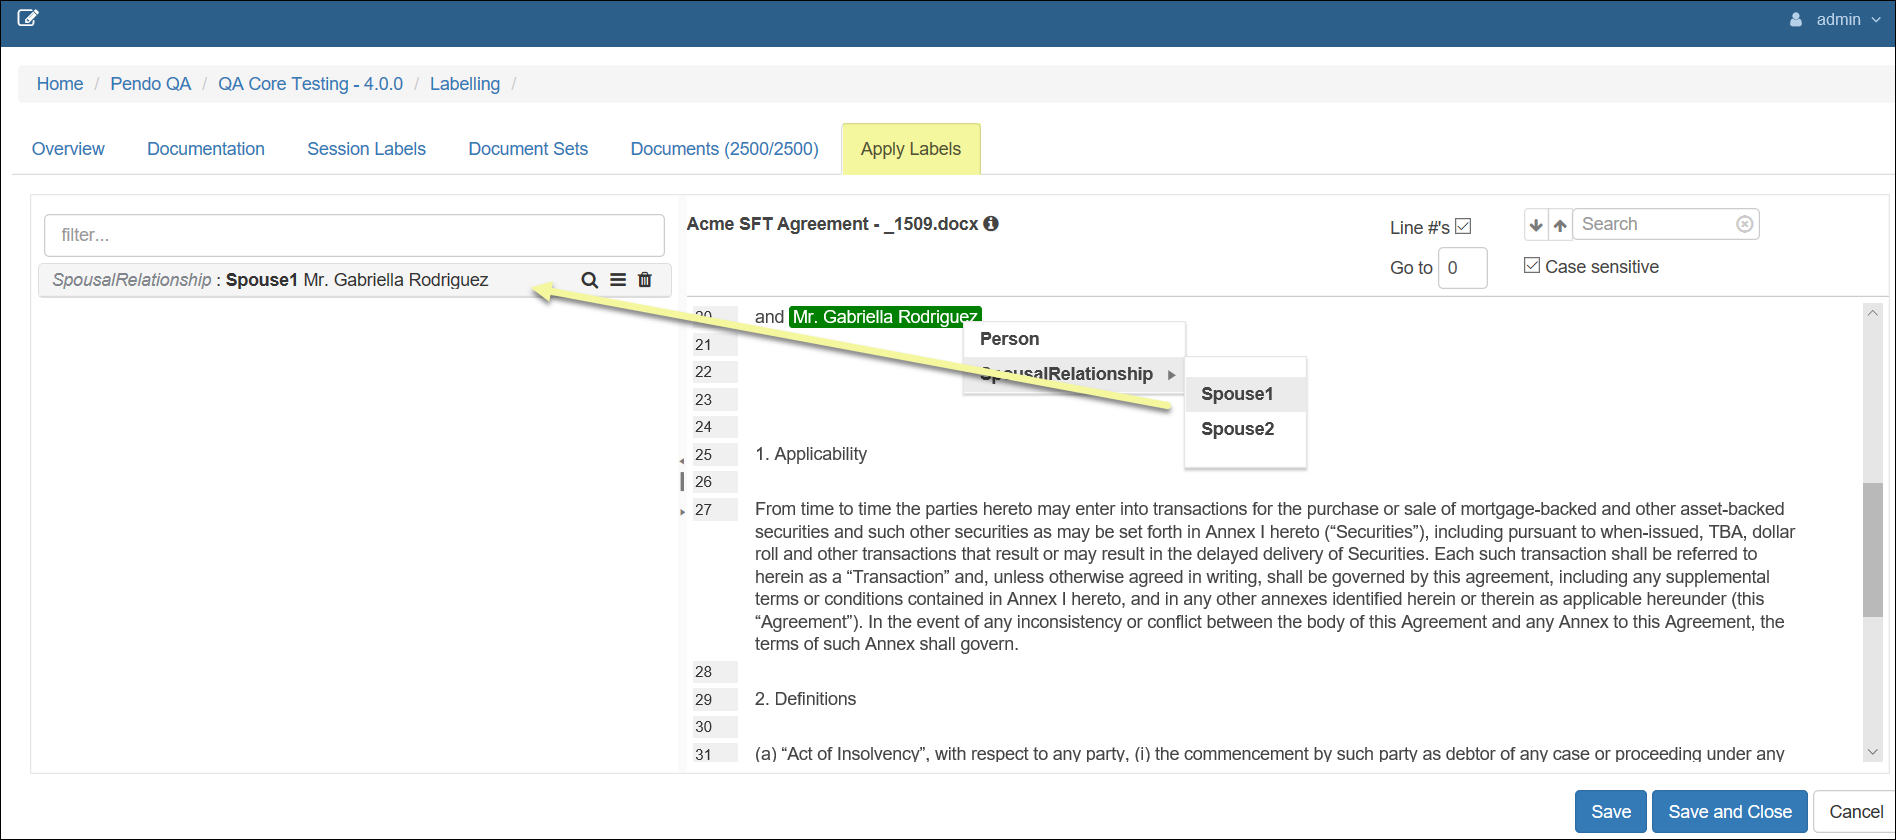 admin
Home / Pendo QA / QA Core Testing - 4.0.0 / Labelling /
Overview Documentation Session Labels Document Sets Documents (2500/2500) Apply Labels
filter...
SpousalRelationship : Spouse1 Mr. Gabriella Rodriguez
Acme SFT Agreement - _1509.docx
Line #'s
Search
Go to 0
Case sensitive
20 and Mr. Gabriella Rodriguez
Person
SpousalRelationship
Spouse1
Spouse2
21
22
23
24
25 1. Applicability
26
27 From time to time the parties hereto may enter into transactions for the purchase or sale of mortgage-backed and other asset-backed
securities and such other securities as may be set forth in Annex I hereto (“Securities”), including pursuant to when-issued, TBA, dollar
roll and other transactions that result or may result in the delayed delivery of Securities. Each such transaction shall be referred to
herein as a “Transaction” and, unless otherwise agreed in writing, shall be governed by this agreement, including any supplemental
terms or conditions contained in Annex I hereto, and in any other annexes identified herein or therein as applicable hereunder (this
“Agreement”). In the event of any inconsistency or conflict between the body of this Agreement and any Annex to this Agreement, the
terms of such Annex shall govern.
28
29 2. Definitions
30
31 (a) “Act of Insolvency”, with respect to any party, (i) the commencement by such party as debtor of any case or proceeding under any
Save Save and Close Cancel